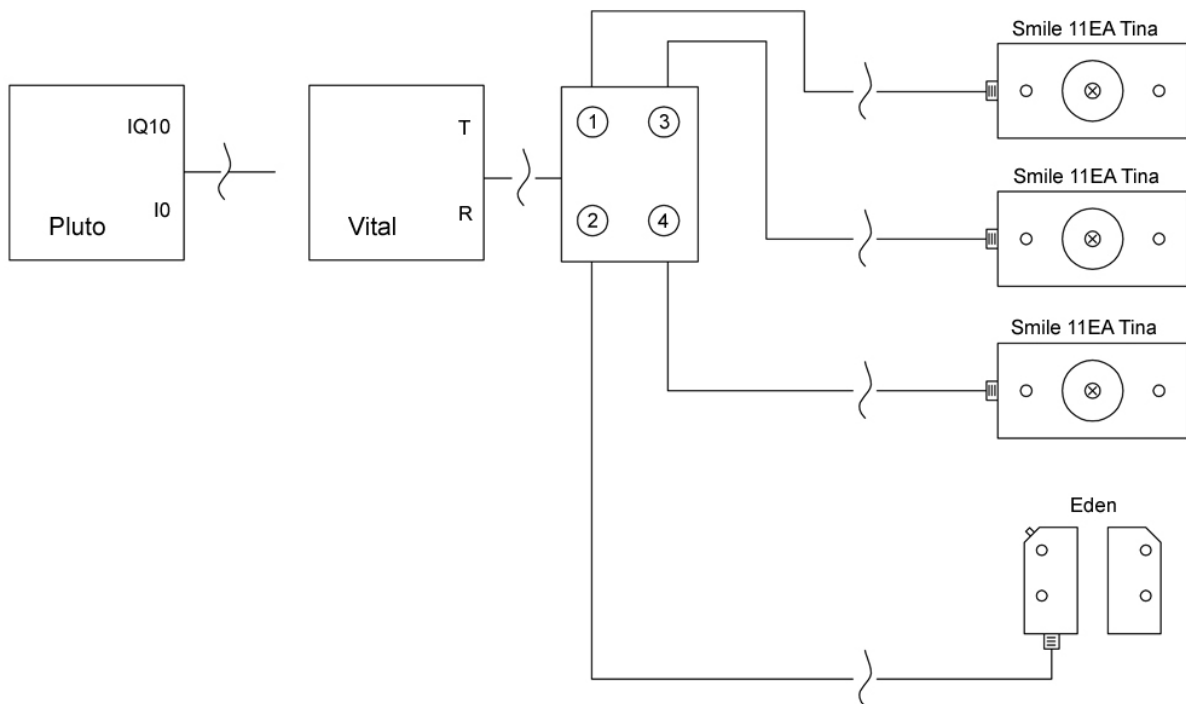 Smile 11EA Tina
IQ10
I0
Pluto
T
R
Vital
1
3
2
4
Smile 11EA Tina
Smile 11EA Tina
Eden